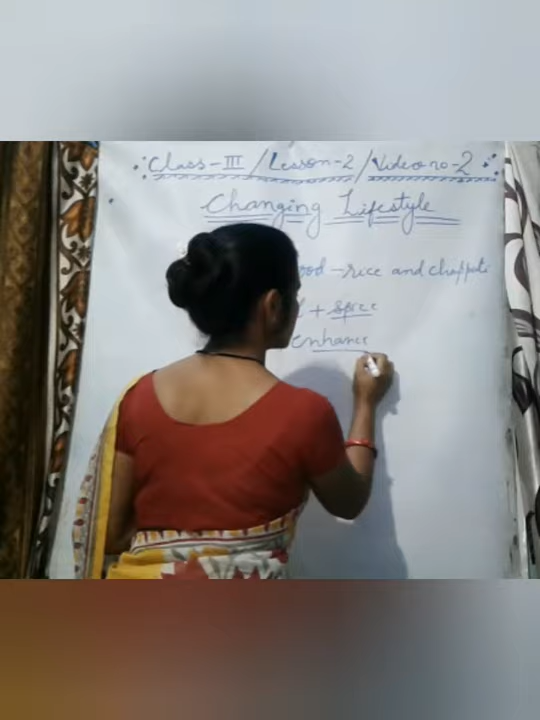 Class-III / Lesson-2 / Video no-2
Changing Lifestyle
ood - rice and chappati
+ spice
enhance